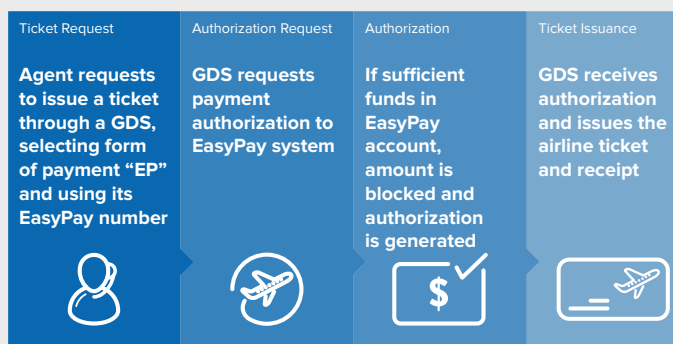 Ticket Request
Agent requests
to issue a ticket
through a GDS,
selecting form
of payment “EP”
and using its
EasyPay number
Authorization Request
GDS requests
payment
authorization to
EasyPay system
Authorization
If sufficient
funds in
EasyPay
account,
amount is
blocked and
authorization
is generated
$
Ticket Issuance
GDS receives
authorization
and issues the
airline ticket
and receipt